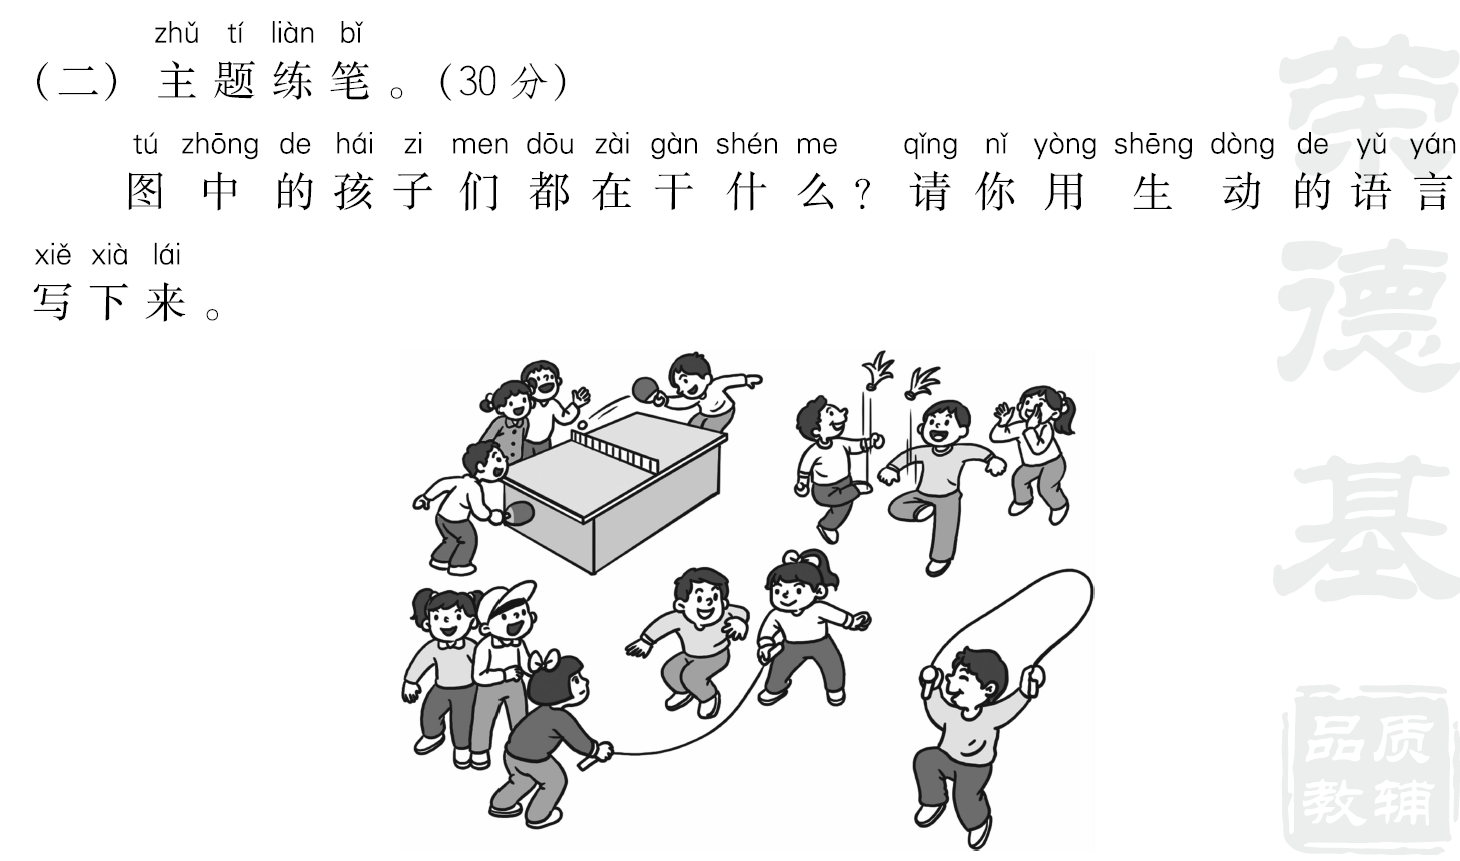 zhǔ tí liàn bǐ
（二）主题练笔。（30 分）
tú zhōng de hái zi men dōu zài gàn shén me qǐng nǐ yòng shēng dòng de yǔ yán
图中的孩子们都在干什么？请你用生动的语言
xiě xià lái
写下来。
荣德基
品质
教辅